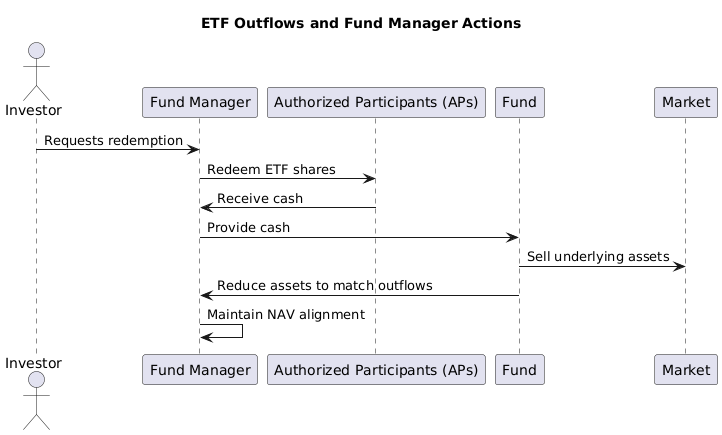 ETF Outflows and Fund Manager Actions
Investor
Fund Manager
Authorized Participants (APs)
Fund
Market
Requests redemption
Redeem ETF shares
Receive cash
Provide cash
Sell underlying assets
Reduce assets to match outflows
Maintain NAV alignment
Investor
Fund Manager
Authorized Participants (APs)
Fund
Market